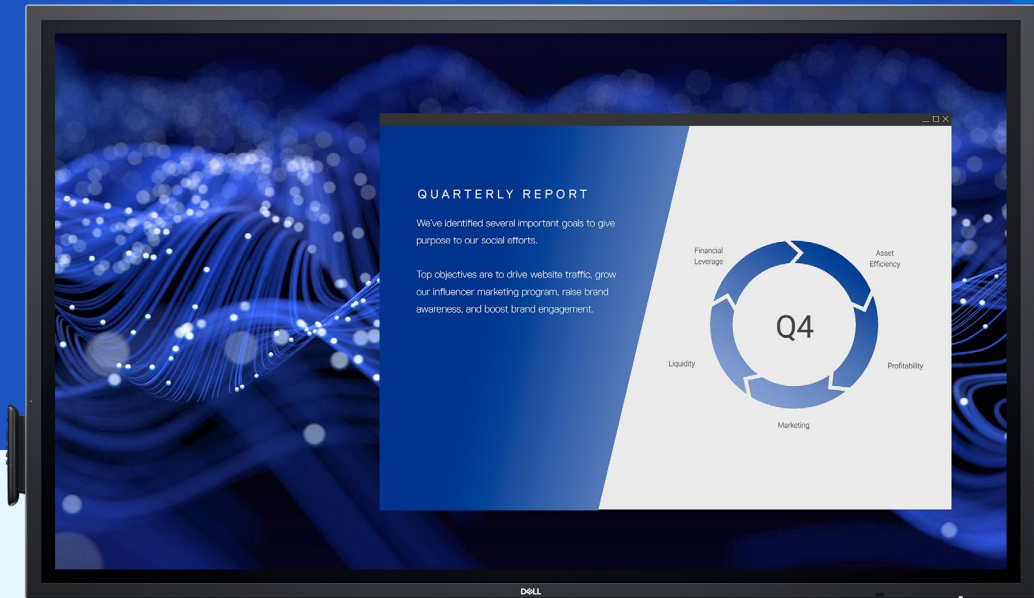 QUARTERLY REPORT
We've identified several important goals to give
purpose to our social efforts.
Top objectives are to drive website traffic, grow
our influencer marketing program, raise brand
awareness, and boost brand engagement.
Financial
Leverage
Asset
Efficiency
Q4
Liquidity
Profitability
Marketing
DELL